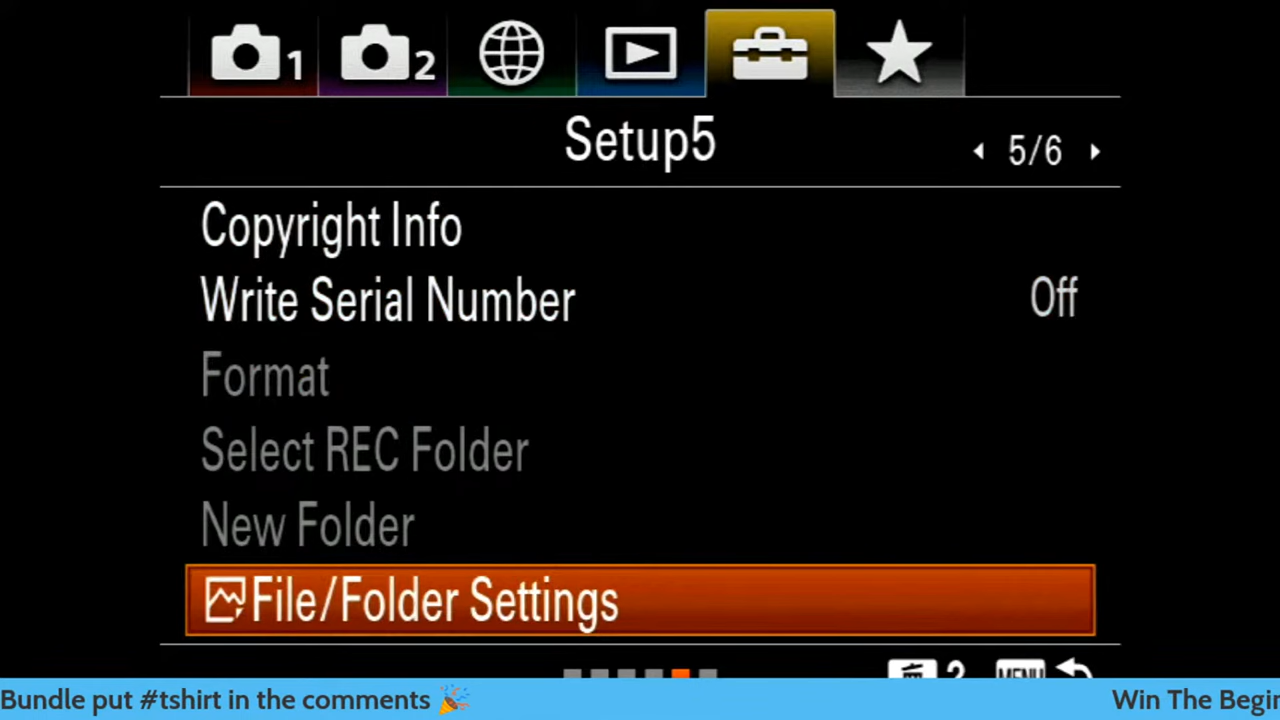 1 2
Setup5
5/6
Copyright Info
Write Serial Number Off
Format
Select REC Folder
New Folder
File/Folder Settings
? MENU
Bundle put #tshirt in the comments 🎉 Win The Begin